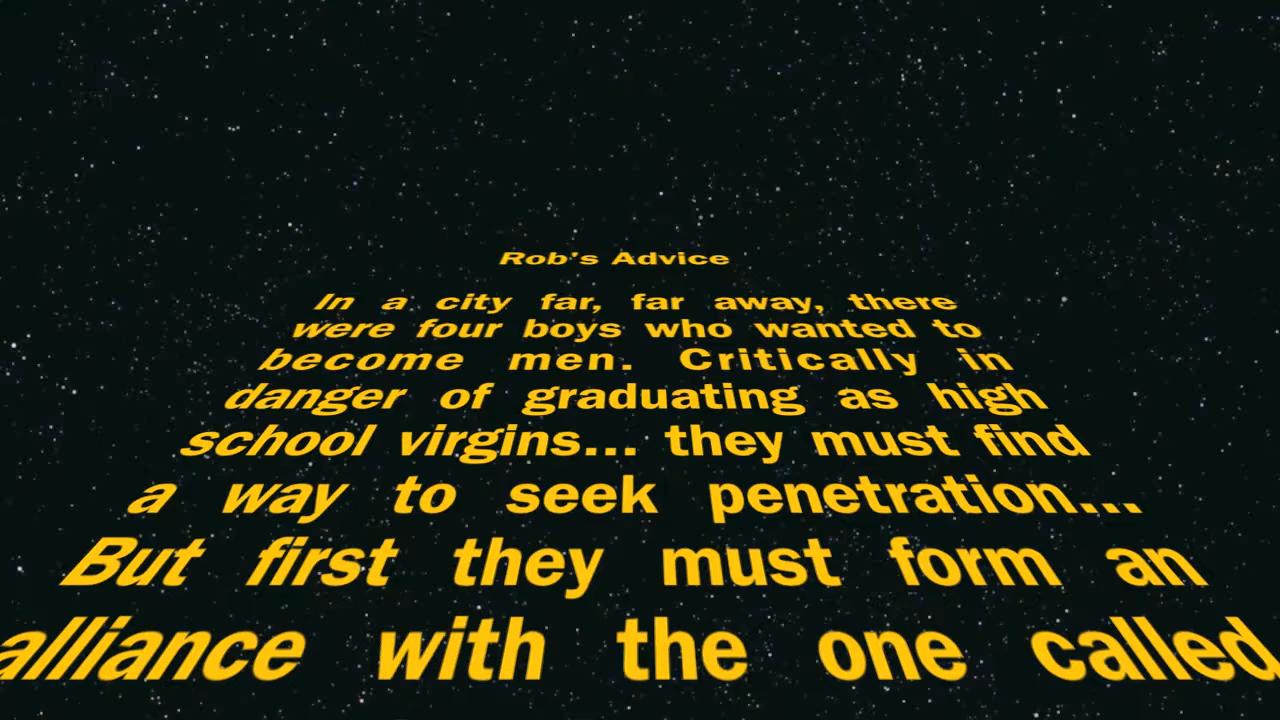 Rob's Advice
In a city far, far away, there
were four boys who wanted to
become men. Critically in
danger of graduating as high
school virgins... they must find
a way to seek penetration...
But first they must form an
alliance with the one called